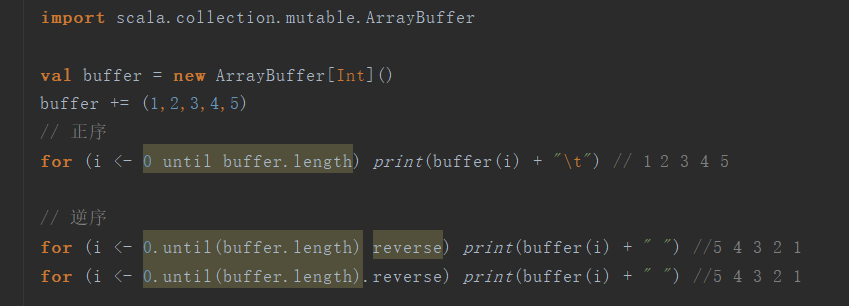 import scala.collection.mutable.ArrayBuffer
val buffer = new ArrayBuffer[Int]()
buffer += (1,2,3,4,5)
// 正序
for (i <- 0 until buffer.length) print(buffer(i) + "\t") // 1 2 3 4 5
// 逆序
for (i <- 0.until(buffer.length) reverse) print(buffer(i) + " ") //5 4 3 2 1
for (i <- 0.until(buffer.length).reverse) print(buffer(i) + " ") //5 4 3 2 1